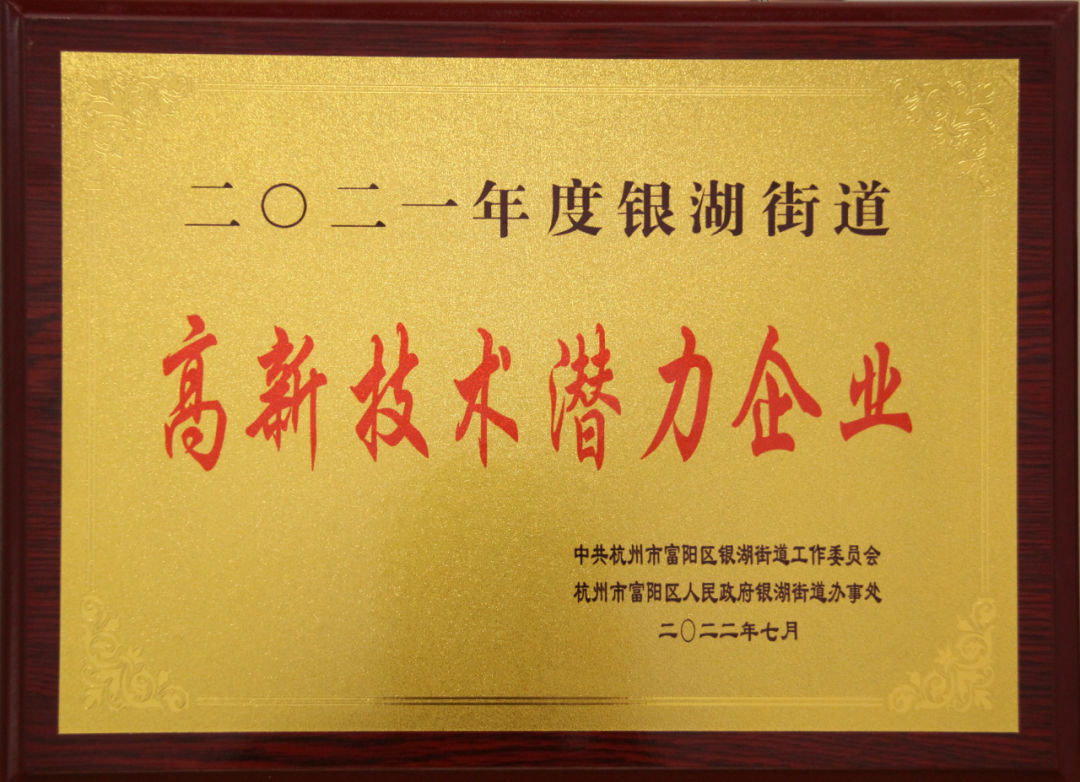 二〇二一年度银湖街道
高新技术潜力企业
中共杭州市富阳区银湖街道工作委员会
杭州市富阳区人民政府银湖街道办事处
二〇二二年七月